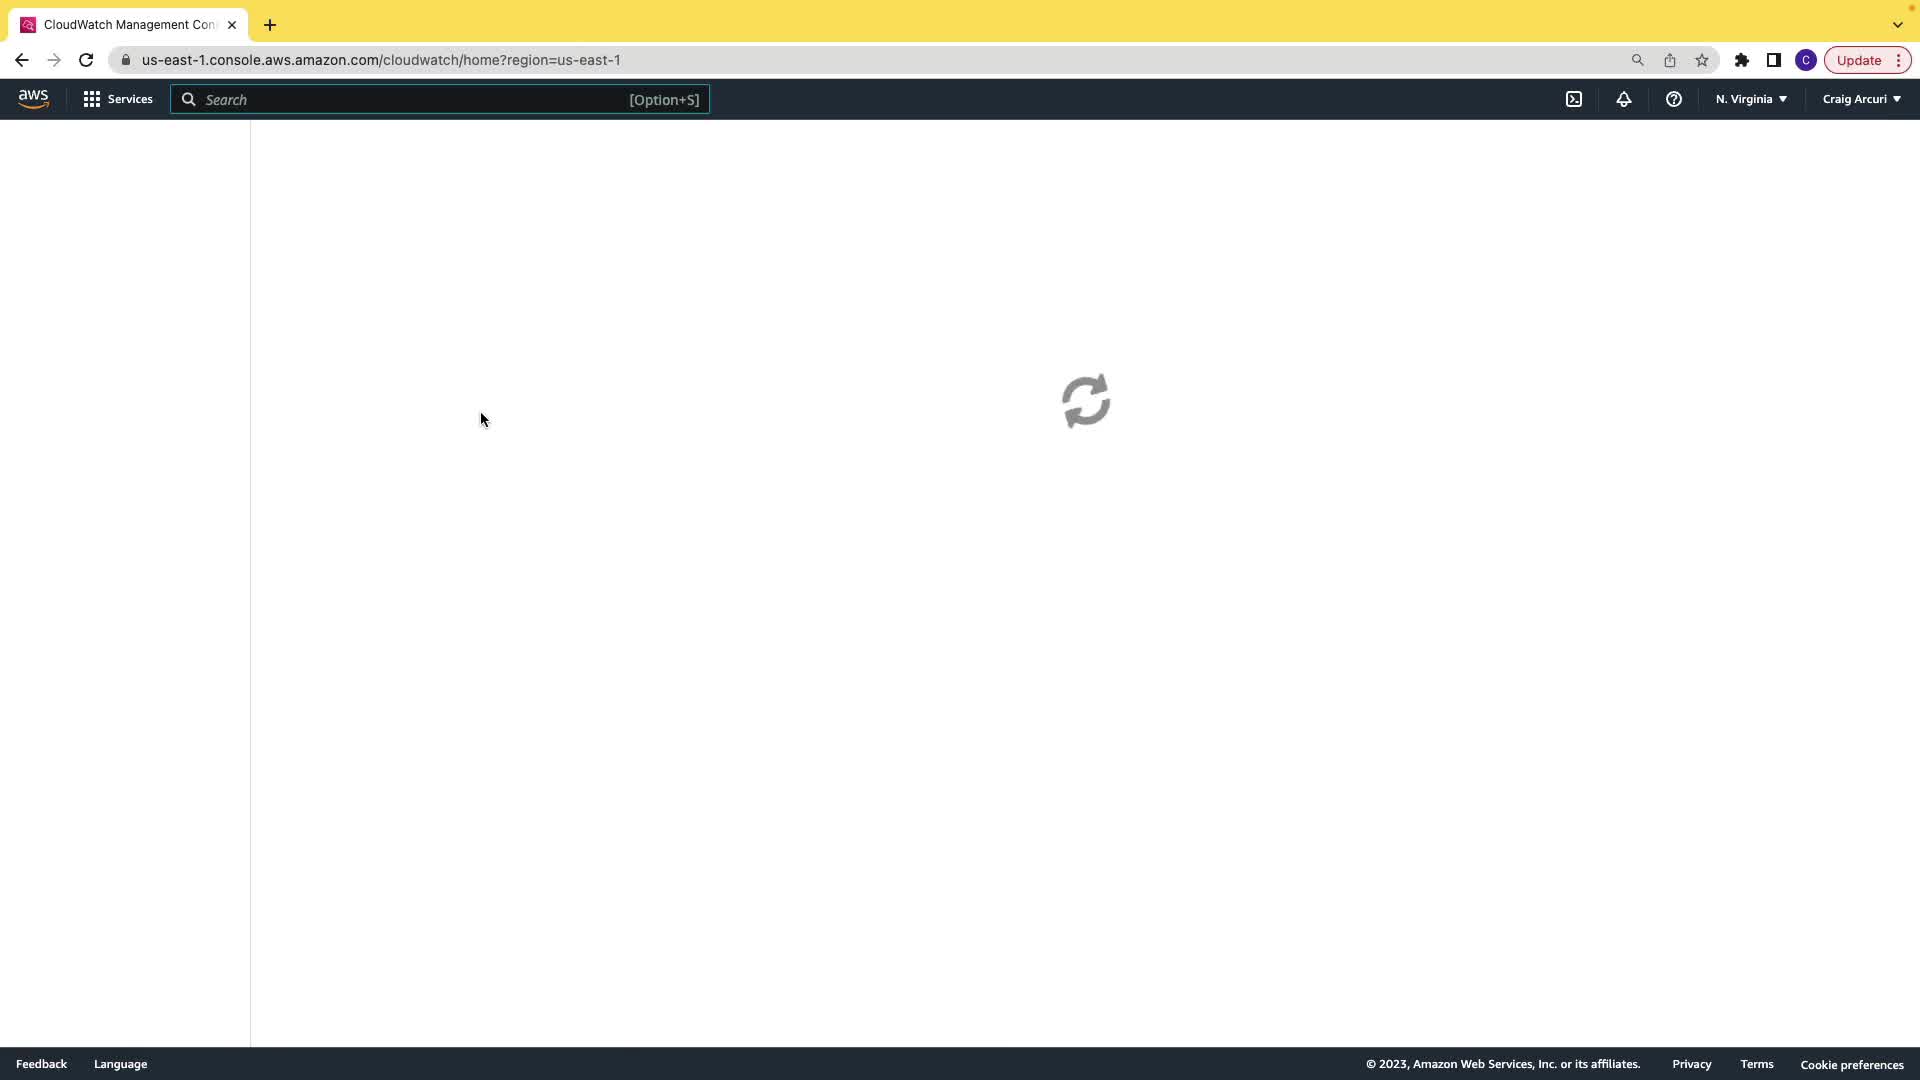 CloudWatch Management Con
us-east-1.console.aws.amazon.com/cloudwatch/home?region=us-east-1
C
Update
aws
Services
Search
[Option+S]
N. Virginia
Craig Arcuri
Feedback
Language
© 2023, Amazon Web Services, Inc. or its affiliates.
Privacy
Terms
Cookie preferences